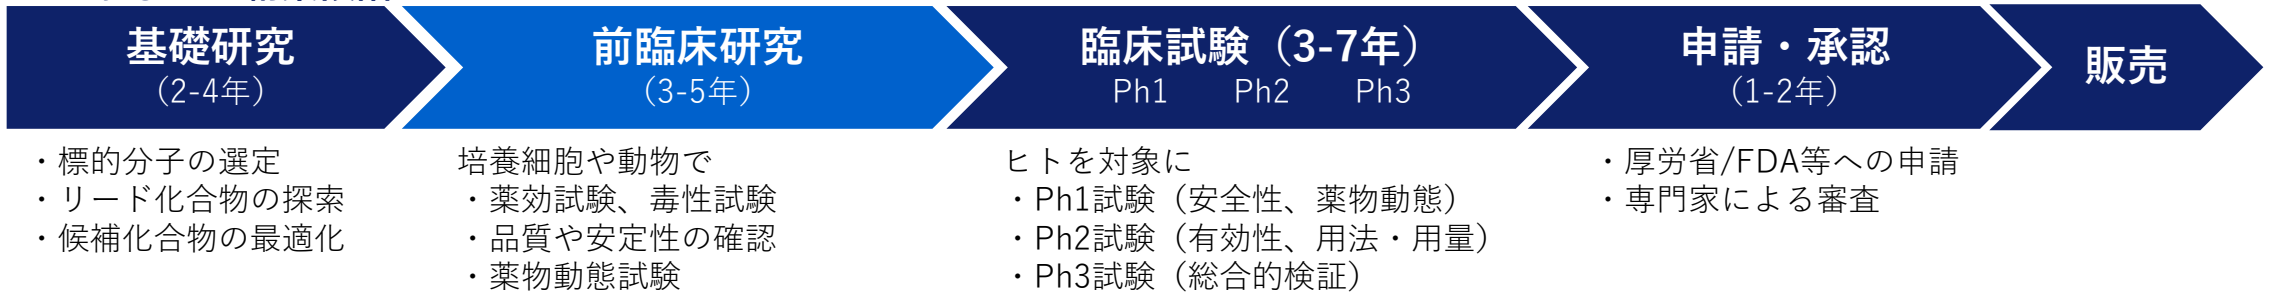 基礎研究
（2-4年）
・標的分子の選定
・リード化合物の探索
・候補化合物の最適化
前臨床研究
（3-5年）
培養細胞や動物で
・薬効試験、毒性試験
・品質や安定性の確認
・薬物動態試験
臨床試験（3-7年）
Ph1 Ph2 Ph3
ヒトを対象に
・Ph1試験（安全性、薬物動態）
・Ph2試験（有効性、用法・用量）
・Ph3試験（総合的検証）
申請・承認
（1-2年）
・厚労省/FDA等への申請
・専門家による審査
販売